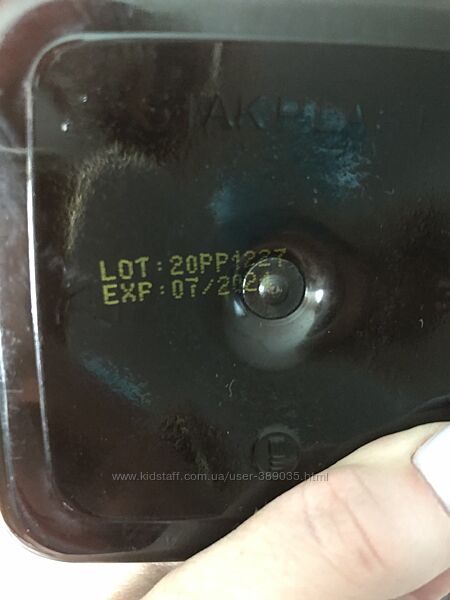 LOT: 20PP1227
EXP: 07/202
www.kidstaff.com.ua/user-389035.html